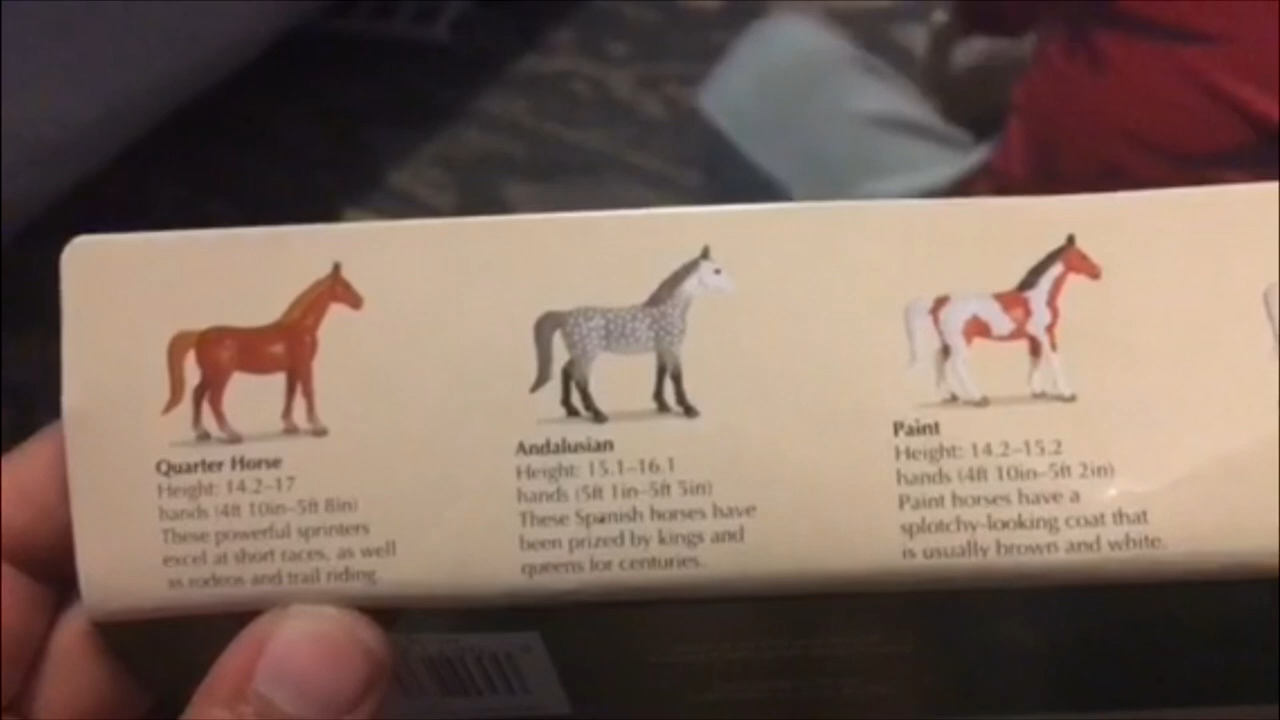 Quarter Horse
Height: 14.2–17
hands (4ft 10in–5ft 8in)
These powerful sprinters
excel at short races, as well
as rodeos and trail riding.
Andalusian
Height: 15.1–16.1
hands (5ft 1in–5ft 5in)
These Spanish horses have
been prized by kings and
queens for centuries.
Paint
Height: 14.2–15.2
hands (4ft 10in–5ft 2in)
Paint horses have a
splotchy-looking coat that
is usually brown and white.